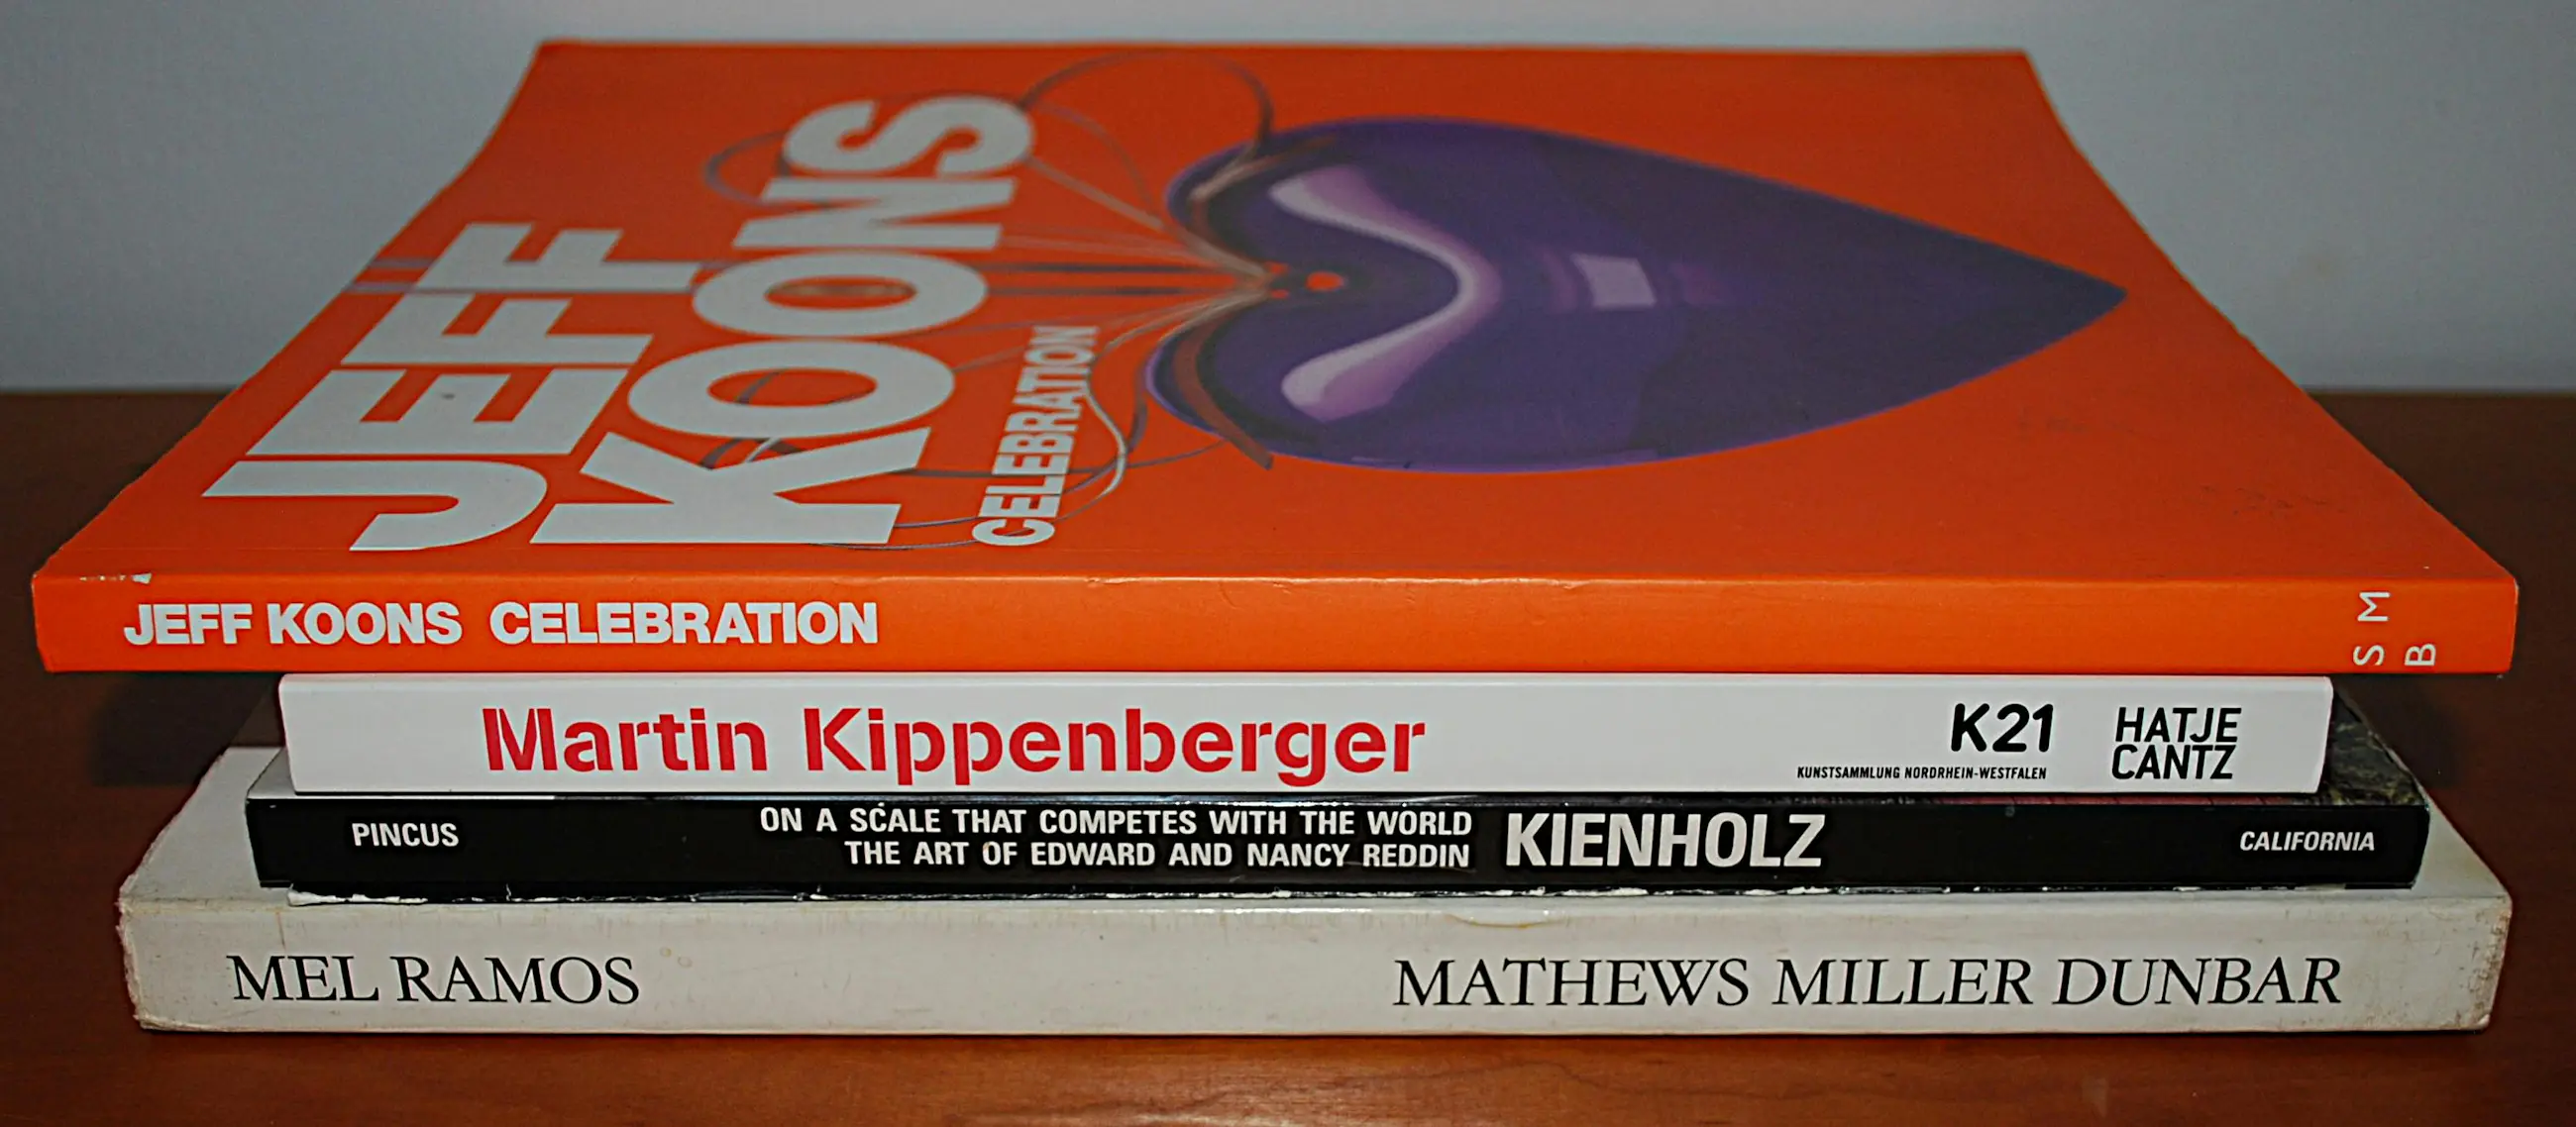 JEFF
KOONS
CELEBRATION
JEFF KOONS CELEBRATION
S M
B
Martin Kippenberger
K21
KUNSTSAMMLUNG NORDRHEIN-WESTFALEN
HATJE
CANTZ
PINCUS
ON A SCALE THAT COMPETES WITH THE WORLD
THE ART OF EDWARD AND NANCY REDDIN
KIENHOLZ
CALIFORNIA
MEL RAMOS
MATHEWS MILLER DUNBAR